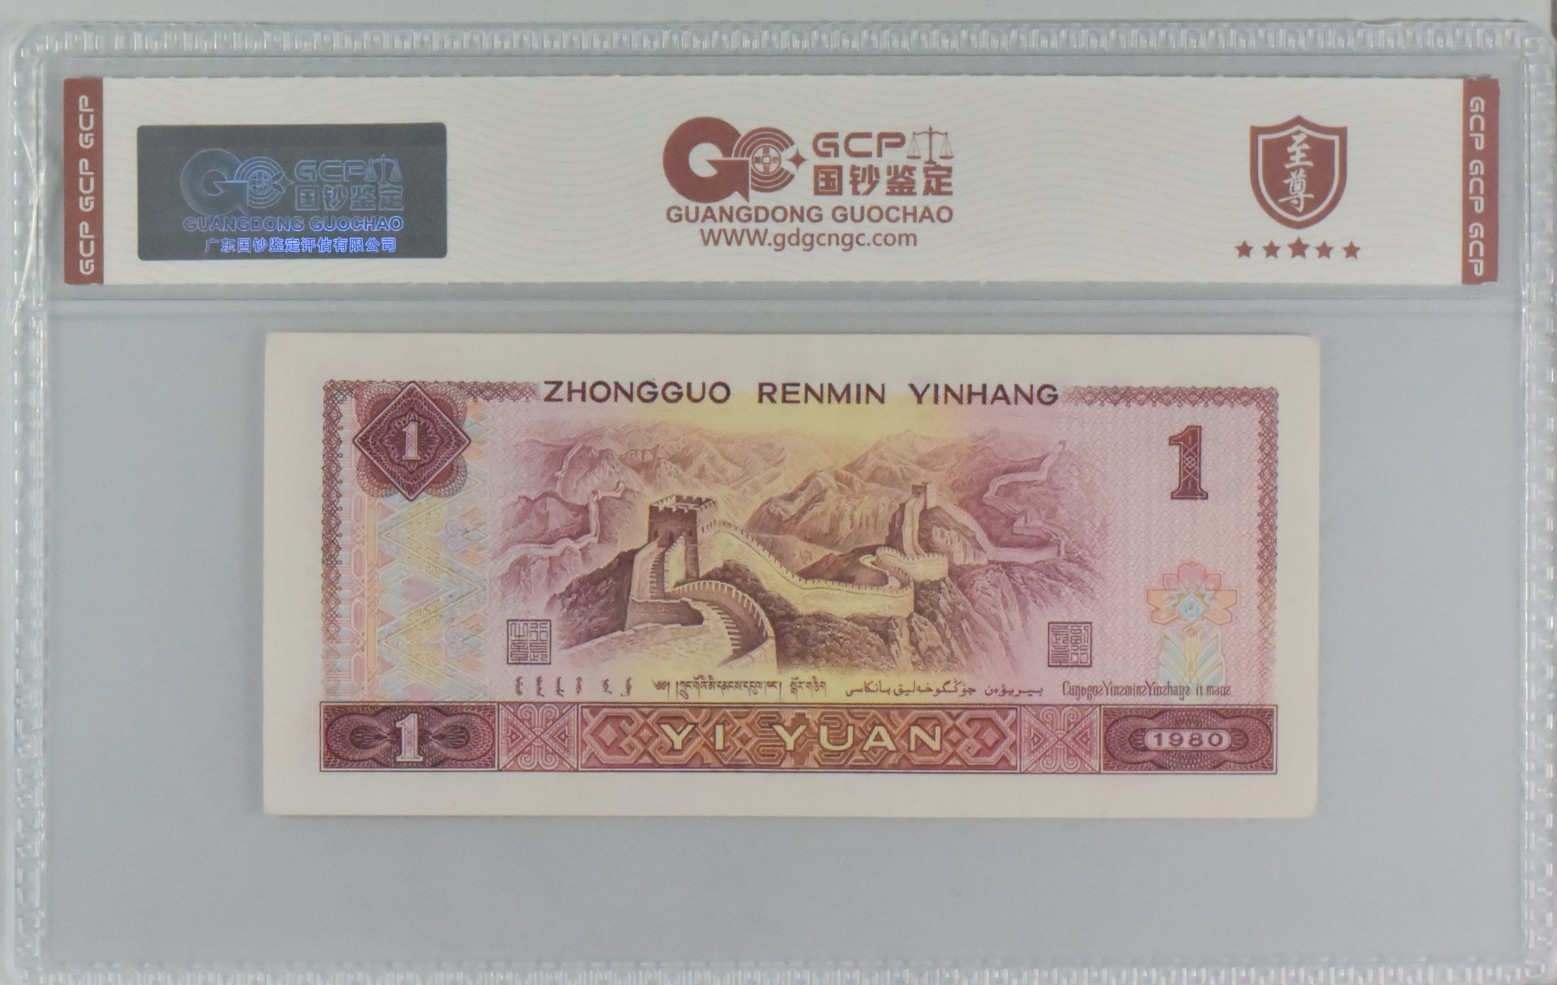 GCP GCP GCP
GCP
国钞鉴定
GUANGDONG GUOCHAO
广东国钞鉴定评估有限公司
GCP
国钞鉴定
GUANGDONG GUOCHAO
WWW.gdgcngc.com
至尊
GCP GCP GCP
ZHONGGUO RENMIN YINHANG
1
1
1
YI YUAN
1980